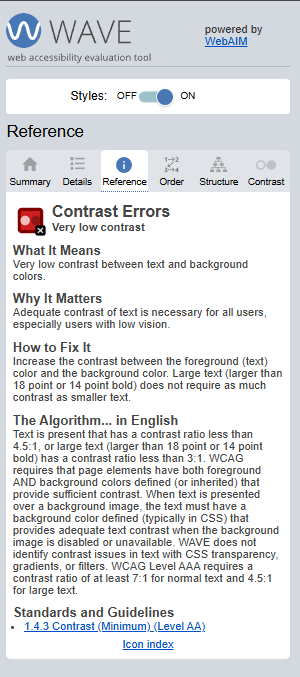 WAVE
web accessibility evaluation tool
powered by
WebAIM
Styles: OFF ON
Reference
Summary Details Reference Order Structure Contrast
Contrast Errors
Very low contrast
What It Means
Very low contrast between text and background
colors.
Why It Matters
Adequate contrast of text is necessary for all users,
especially users with low vision.
How to Fix It
Increase the contrast between the foreground (text)
color and the background color. Large text (larger than
18 point or 14 point bold) does not require as much
contrast as smaller text.
The Algorithm... in English
Text is present that has a contrast ratio less than
4.5:1, or large text (larger than 18 point or 14 point
bold) has a contrast ratio less than 3:1. WCAG
requires that page elements have both foreground
AND background colors defined (or inherited) that
provide sufficient contrast. When text is presented
over a background image, the text must have a
background color defined (typically in CSS) that
provides adequate text contrast when the background
image is disabled or unavailable. WAVE does not
identify contrast issues in text with CSS transparency,
gradients, or filters. WCAG Level AAA requires a
contrast ratio of at least 7:1 for normal text and 4.5:1
for large text.
Standards and Guidelines
• 1.4.3 Contrast (Minimum) (Level AA)
Icon index